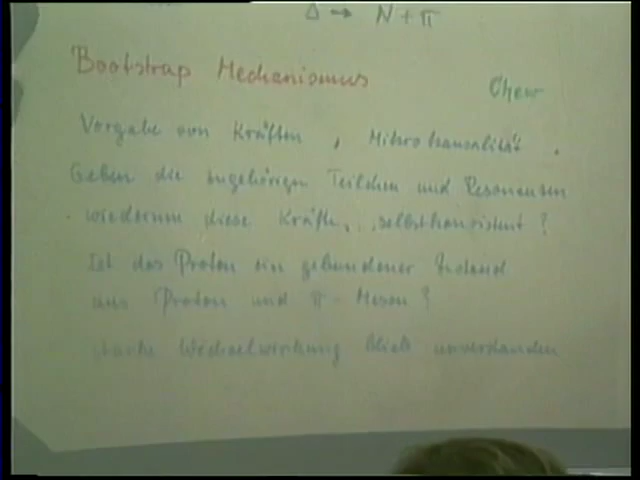 Δ → N + π
Bootstrap Mechanismus Chew
Vorgabe von Kräften, Mikrokausalität.
Geben die zugehörigen Teilchen und Resonanzen
wiederum diese Kräfte, „selbstkonsistent?
Ist das Proton ein gebundener Zustand
aus Proton und π-Meson?
starke Wechselwirkung blieb unverstanden